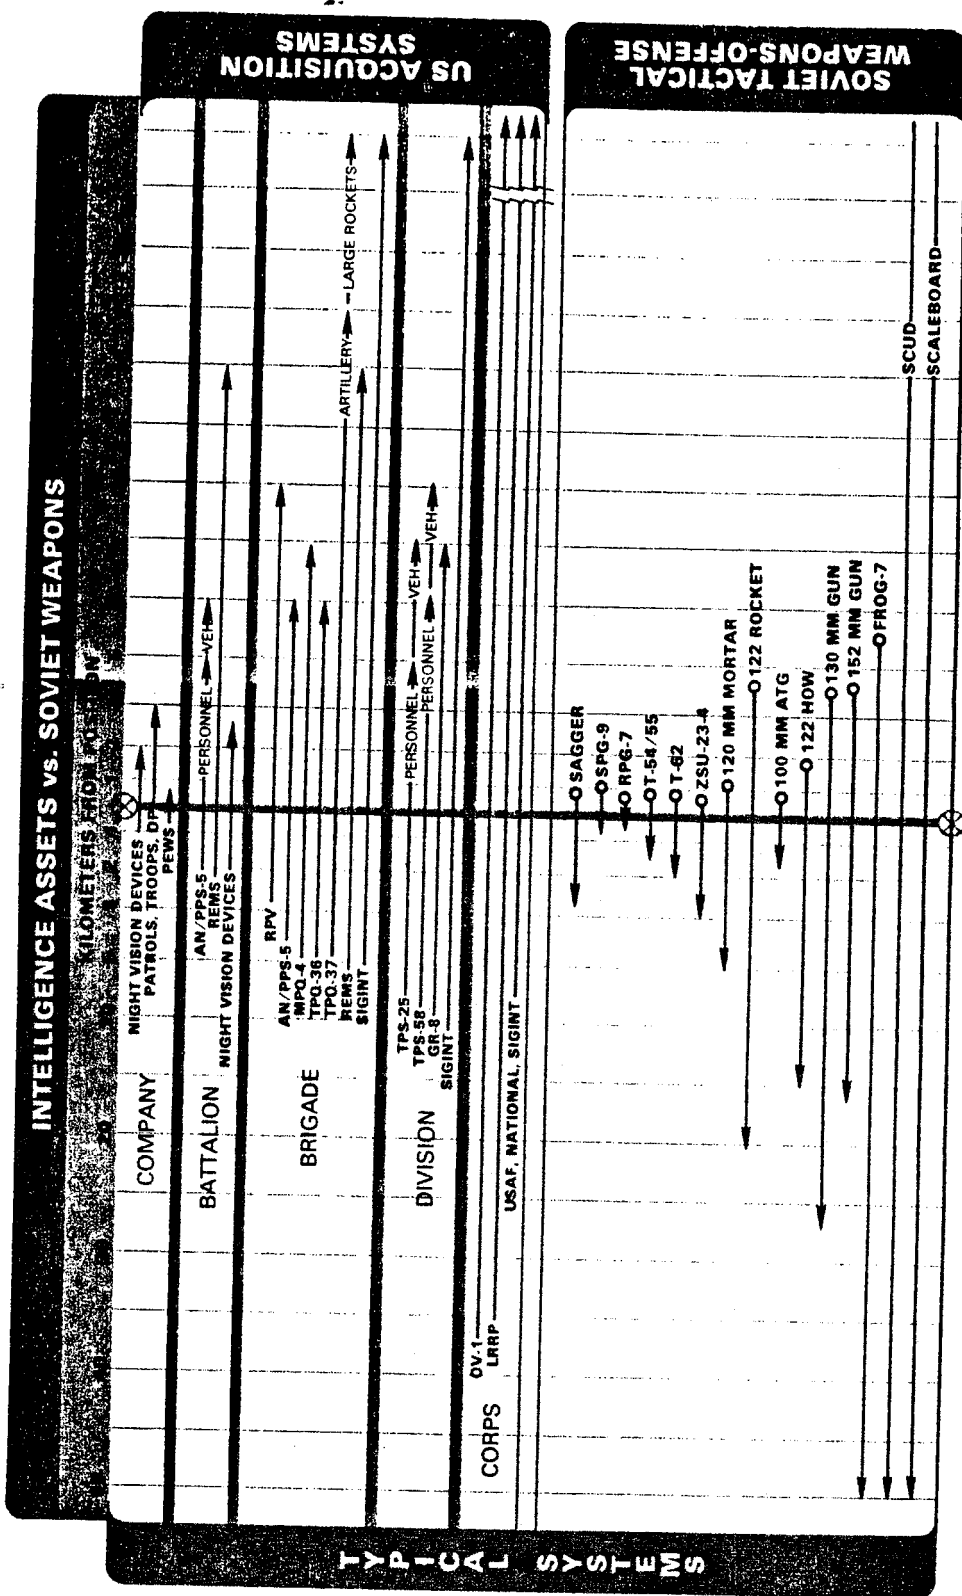 INTELLIGENCE ASSETS vs. SOVIET WEAPONS
KILOMETERS FROM POSITION
20
TYPICAL SYSTEMS
US ACQUISITION
SYSTEMS
COMPANY
NIGHT VISION DEVICES
PATROLS, TROOPS, DF
PEWS
BATTALION
AN/PPS-5 PERSONNEL VEH
REMS
NIGHT VISION DEVICES
BRIGADE
RPV
AN/PPS-5
MPQ-4
TPQ-36
TPQ-37 ARTILLERY LARGE ROCKETS
REMS
SIGINT
DIVISION
TPS-25 PERSONNEL VEH
TPS-58 PERSONNEL VEH
GR-8
SIGINT
CORPS
OV-1
LRRP
USAF, NATIONAL, SIGINT
SOVIET TACTICAL
WEAPONS-OFFENSE
SAGGER
SPG-9
RPG-7
T-54/55
T-62
ZSU-23-4
120 MM MORTAR
122 ROCKET
100 MM ATG
122 HOW
130 MM GUN
152 MM GUN
FROG-7
SCUD
SCALEBOARD